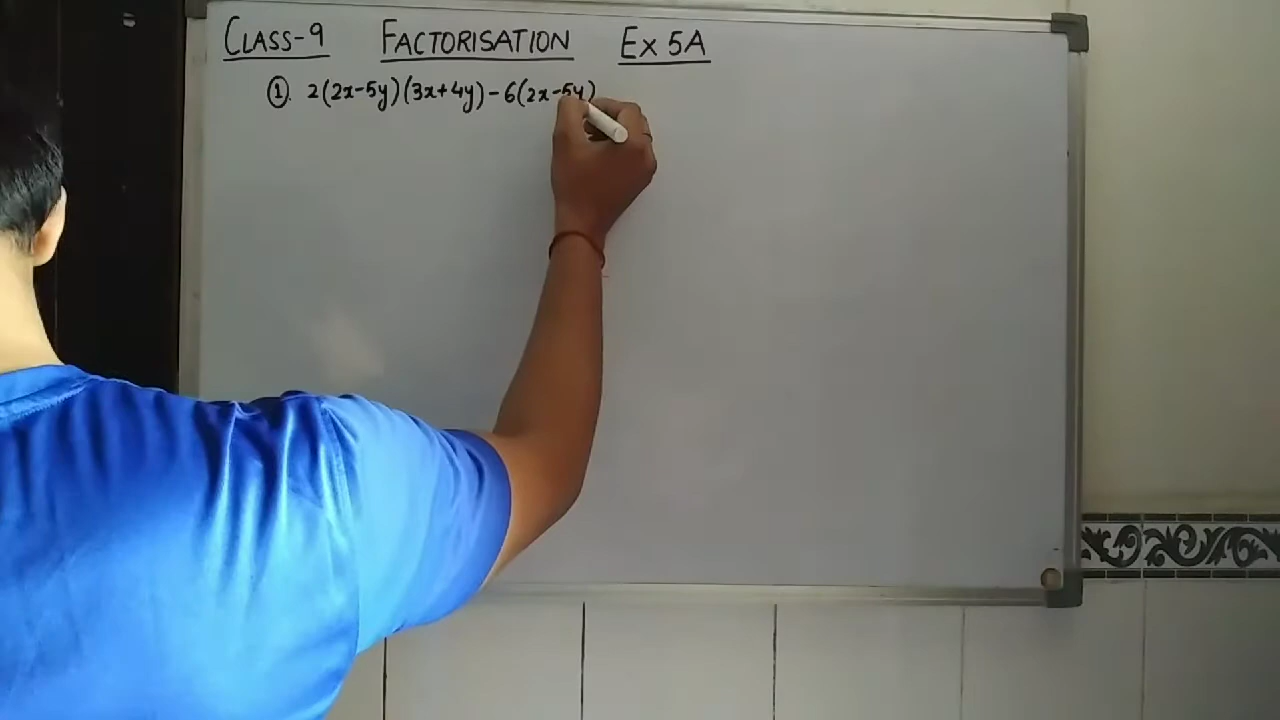 CLASS-9 FACTORISATION Ex 5A
①. 2(2x-5y)(3x+4y)-6(2x-5y)